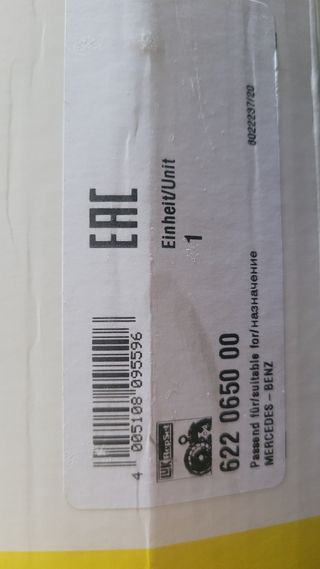 EAC
Einheit/Unit
1
6022237/20
4 005108 095596
LuK RepSet
622 0650 00
Passend für/suitable for/назначение
MERCEDES - BENZ